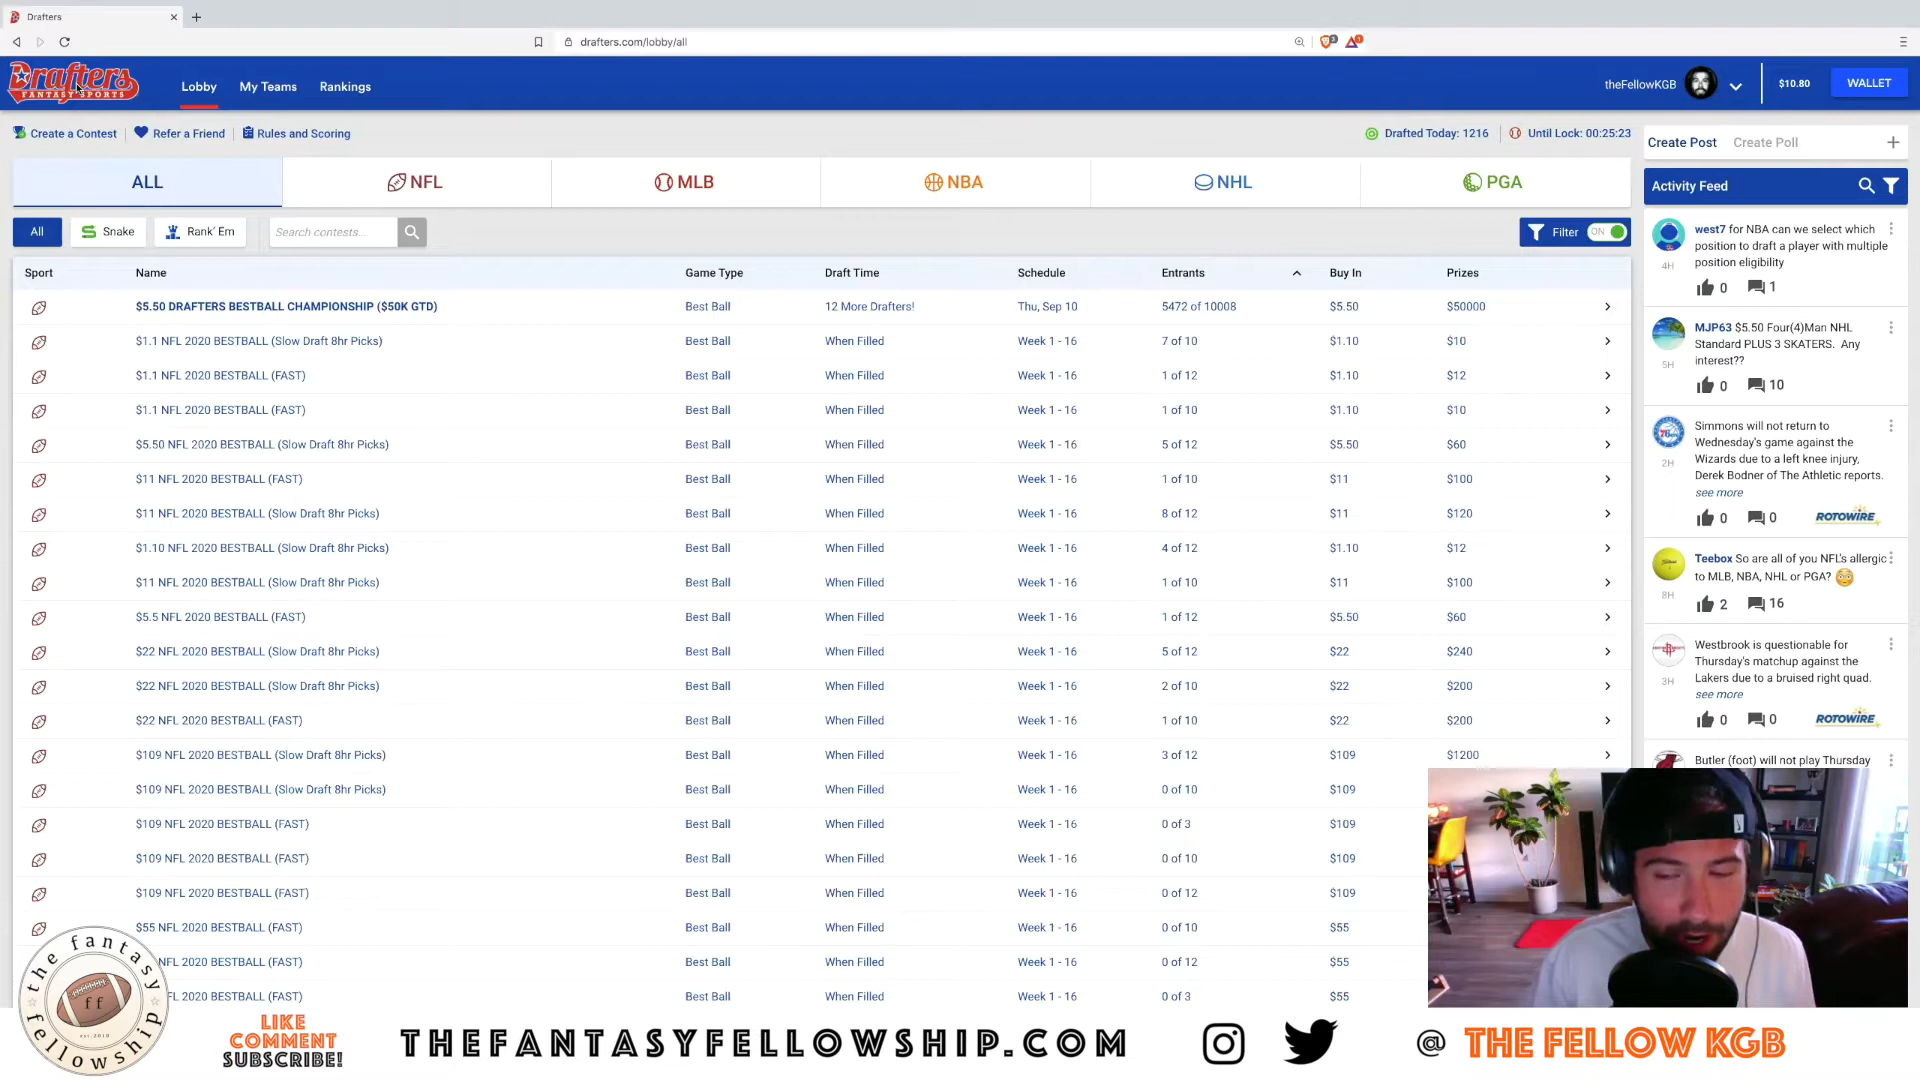 Drafters
drafters.com/lobby/all
3
1
Drafters
FANTASY SPORTS
Lobby
My Teams
Rankings
theFellowKGB
$10.80
WALLET
Create a Contest
Refer a Friend
Rules and Scoring
Drafted Today: 1216
Until Lock: 00:25:23
ALL
NFL
MLB
NBA
NHL
PGA
All
Snake
Rank' Em
Search contests...
Filter
ON
Sport Name Game Type Draft Time Schedule Entrants Buy In Prizes
$5.50 DRAFTERS BESTBALL CHAMPIONSHIP ($50K GTD) Best Ball 12 More Drafters! Thu, Sep 10 5472 of 10008 $5.50 $50000
$1.1 NFL 2020 BESTBALL (Slow Draft 8hr Picks) Best Ball When Filled Week 1 - 16 7 of 10 $1.10 $10
$1.1 NFL 2020 BESTBALL (FAST) Best Ball When Filled Week 1 - 16 1 of 12 $1.10 $12
$1.1 NFL 2020 BESTBALL (FAST) Best Ball When Filled Week 1 - 16 1 of 10 $1.10 $10
$5.50 NFL 2020 BESTBALL (Slow Draft 8hr Picks) Best Ball When Filled Week 1 - 16 5 of 12 $5.50 $60
$11 NFL 2020 BESTBALL (FAST) Best Ball When Filled Week 1 - 16 1 of 10 $11 $100
$11 NFL 2020 BESTBALL (Slow Draft 8hr Picks) Best Ball When Filled Week 1 - 16 8 of 12 $11 $120
$1.10 NFL 2020 BESTBALL (Slow Draft 8hr Picks) Best Ball When Filled Week 1 - 16 4 of 12 $1.10 $12
$11 NFL 2020 BESTBALL (Slow Draft 8hr Picks) Best Ball When Filled Week 1 - 16 1 of 10 $11 $100
$5.5 NFL 2020 BESTBALL (FAST) Best Ball When Filled Week 1 - 16 1 of 12 $5.50 $60
$22 NFL 2020 BESTBALL (Slow Draft 8hr Picks) Best Ball When Filled Week 1 - 16 5 of 12 $22 $240
$22 NFL 2020 BESTBALL (Slow Draft 8hr Picks) Best Ball When Filled Week 1 - 16 2 of 10 $22 $200
$22 NFL 2020 BESTBALL (FAST) Best Ball When Filled Week 1 - 16 1 of 10 $22 $200
$109 NFL 2020 BESTBALL (Slow Draft 8hr Picks) Best Ball When Filled Week 1 - 16 3 of 12 $109 $1200
$109 NFL 2020 BESTBALL (Slow Draft 8hr Picks) Best Ball When Filled Week 1 - 16 0 of 10 $109
$109 NFL 2020 BESTBALL (FAST) Best Ball When Filled Week 1 - 16 0 of 3 $109
$109 NFL 2020 BESTBALL (FAST) Best Ball When Filled Week 1 - 16 0 of 10 $109
$109 NFL 2020 BESTBALL (FAST) Best Ball When Filled Week 1 - 16 0 of 12 $109
$55 NFL 2020 BESTBALL (FAST) Best Ball When Filled Week 1 - 16 0 of 10 $55
NFL 2020 BESTBALL (FAST) Best Ball When Filled Week 1 - 16 0 of 12 $55
FL 2020 BESTBALL (FAST) Best Ball When Filled Week 1 - 16 0 of 3 $55
Create Post
Create Poll
Activity Feed
west7 for NBA can we select which
position to draft a player with multiple
position eligibility
4H
0
1
MJP63 $5.50 Four(4)Man NHL
Standard PLUS 3 SKATERS. Any
interest??
5H
0
10
Simmons will not return to
Wednesday's game against the
Wizards due to a left knee injury,
Derek Bodner of The Athletic reports.
see more
2H
0
0
ROTOWIRE
Teebox So are all of you NFL's allergic
to MLB, NBA, NHL or PGA?
8H
2
16
Westbrook is questionable for
Thursday's matchup against the
Lakers due to a bruised right quad.
see more
3H
0
0
ROTOWIRE
Butler (foot) will not play Thursday
the fantasy
ff
est. 2010
fellowship
LIKE
COMMENT
SUBSCRIBE!
THEFANTASYFELLOWSHIP.COM
@ THE FELLOW KGB